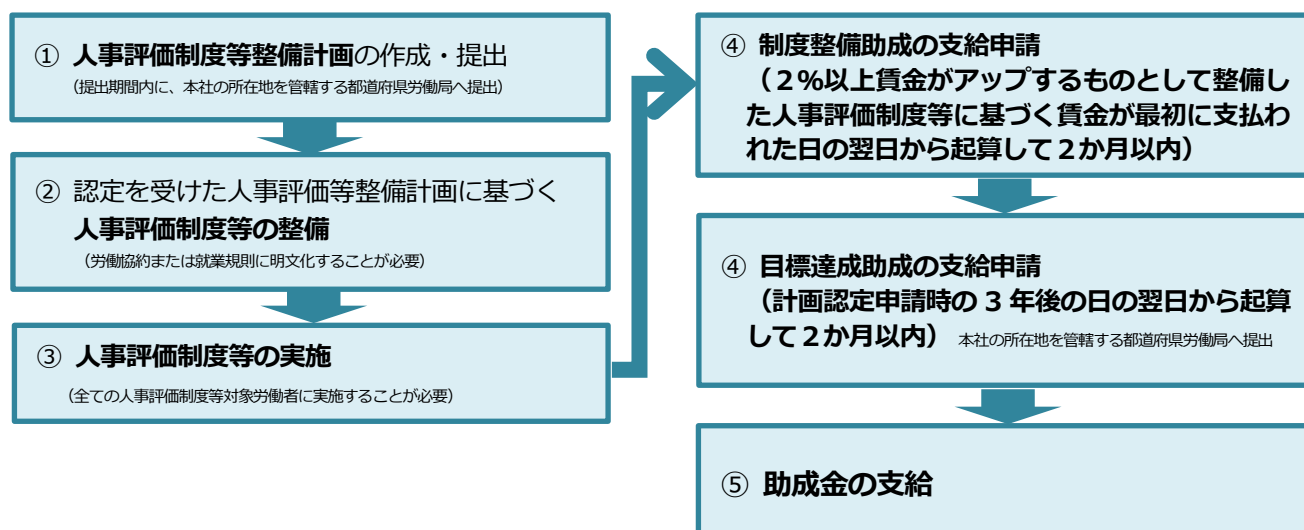 ① 人事評価制度等整備計画の作成・提出
（提出期間内に、本社の所在地を管轄する都道府県労働局へ提出）
② 認定を受けた人事評価等整備計画に基づく
人事評価制度等の整備
（労働協約または就業規則に明文化することが必要）
③ 人事評価制度等の実施
（全ての人事評価制度等対象労働者に実施することが必要）
④ 制度整備助成の支給申請
（２％以上賃金がアップするものとして整備し
た人事評価制度等に基づく賃金が最初に支払わ
れた日の翌日から起算して２か月以内）
④ 目標達成助成の支給申請
（計画認定申請時の 3 年後の日の翌日から起算
して２か月以内） 本社の所在地を管轄する都道府県労働局へ提出
⑤ 助成金の支給